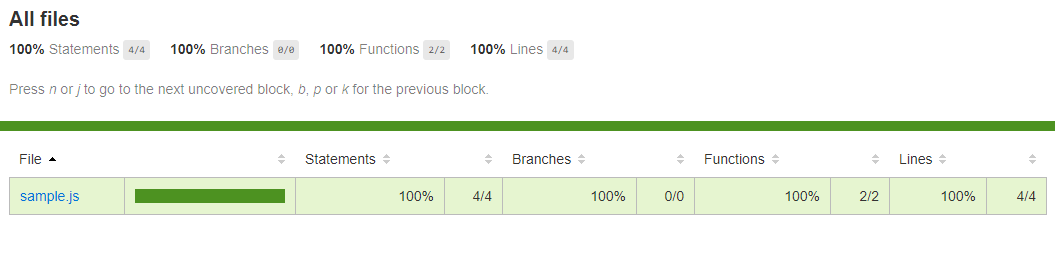 All files
100% Statements 4/4 100% Branches 0/0 100% Functions 2/2 100% Lines 4/4
Press n or j to go to the next uncovered block, b, p or k for the previous block.
File Statements Branches Functions Lines
sample.js 100% 4/4 100% 0/0 100% 2/2 100% 4/4